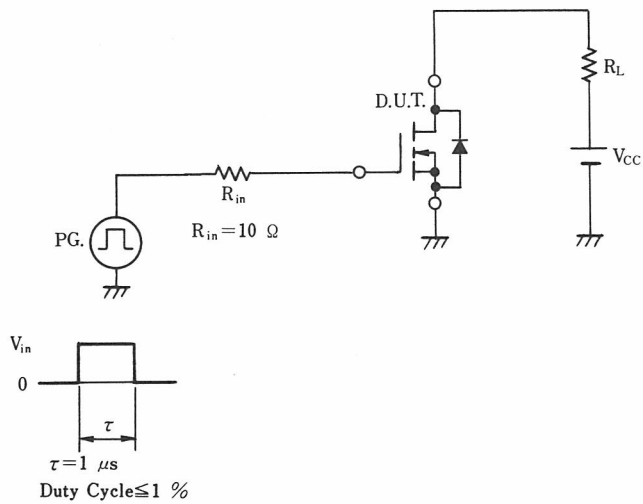 D.U.T.
R_L
V_CC
R_in
PG.
R_in=10 Ω
V_in
0
τ
τ=1 μs
Duty Cycle≦1 %